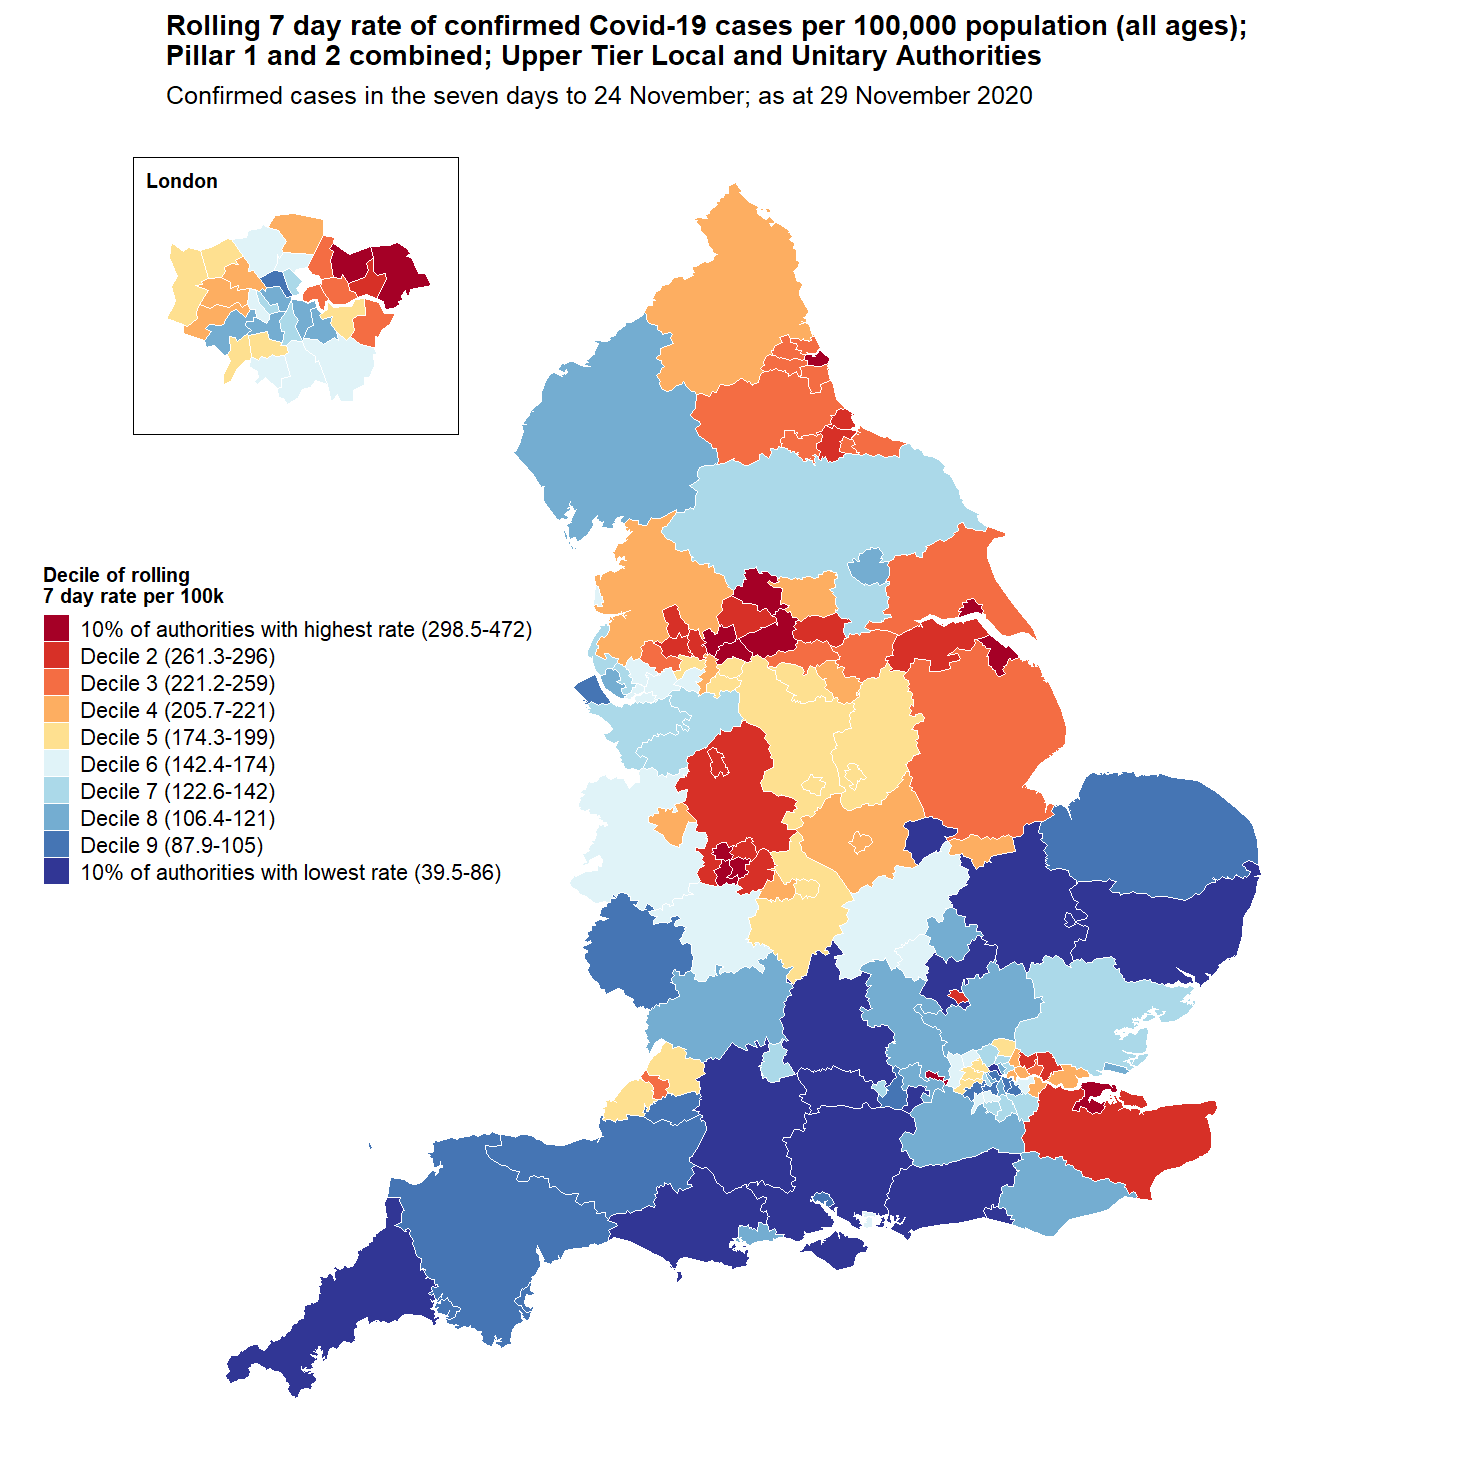 Rolling 7 day rate of confirmed Covid-19 cases per 100,000 population (all ages);
Pillar 1 and 2 combined; Upper Tier Local and Unitary Authorities
Confirmed cases in the seven days to 24 November; as at 29 November 2020
London
Decile of rolling
7 day rate per 100k
10% of authorities with highest rate (298.5-472)
Decile 2 (261.3-296)
Decile 3 (221.2-259)
Decile 4 (205.7-221)
Decile 5 (174.3-199)
Decile 6 (142.4-174)
Decile 7 (122.6-142)
Decile 8 (106.4-121)
Decile 9 (87.9-105)
10% of authorities with lowest rate (39.5-86)